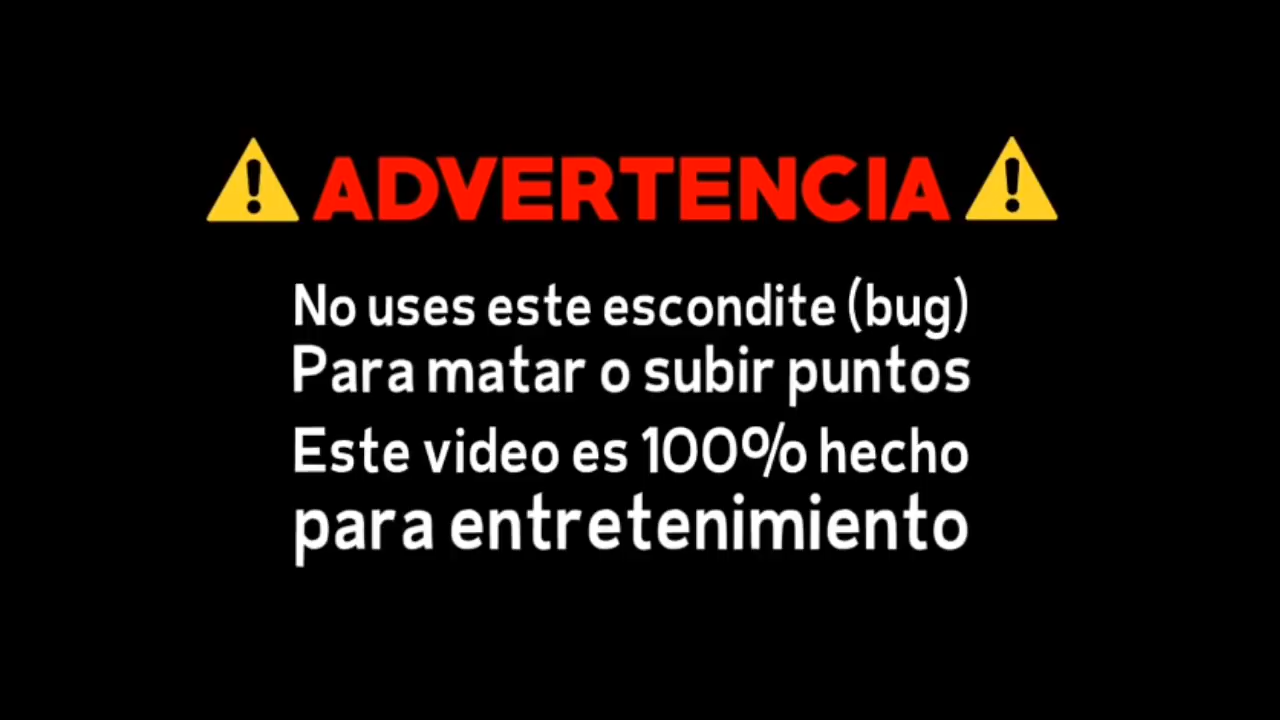 ⚠ ADVERTENCIA ⚠
No uses este escondite (bug)
Para matar o subir puntos
Este video es 100% hecho
para entretenimiento